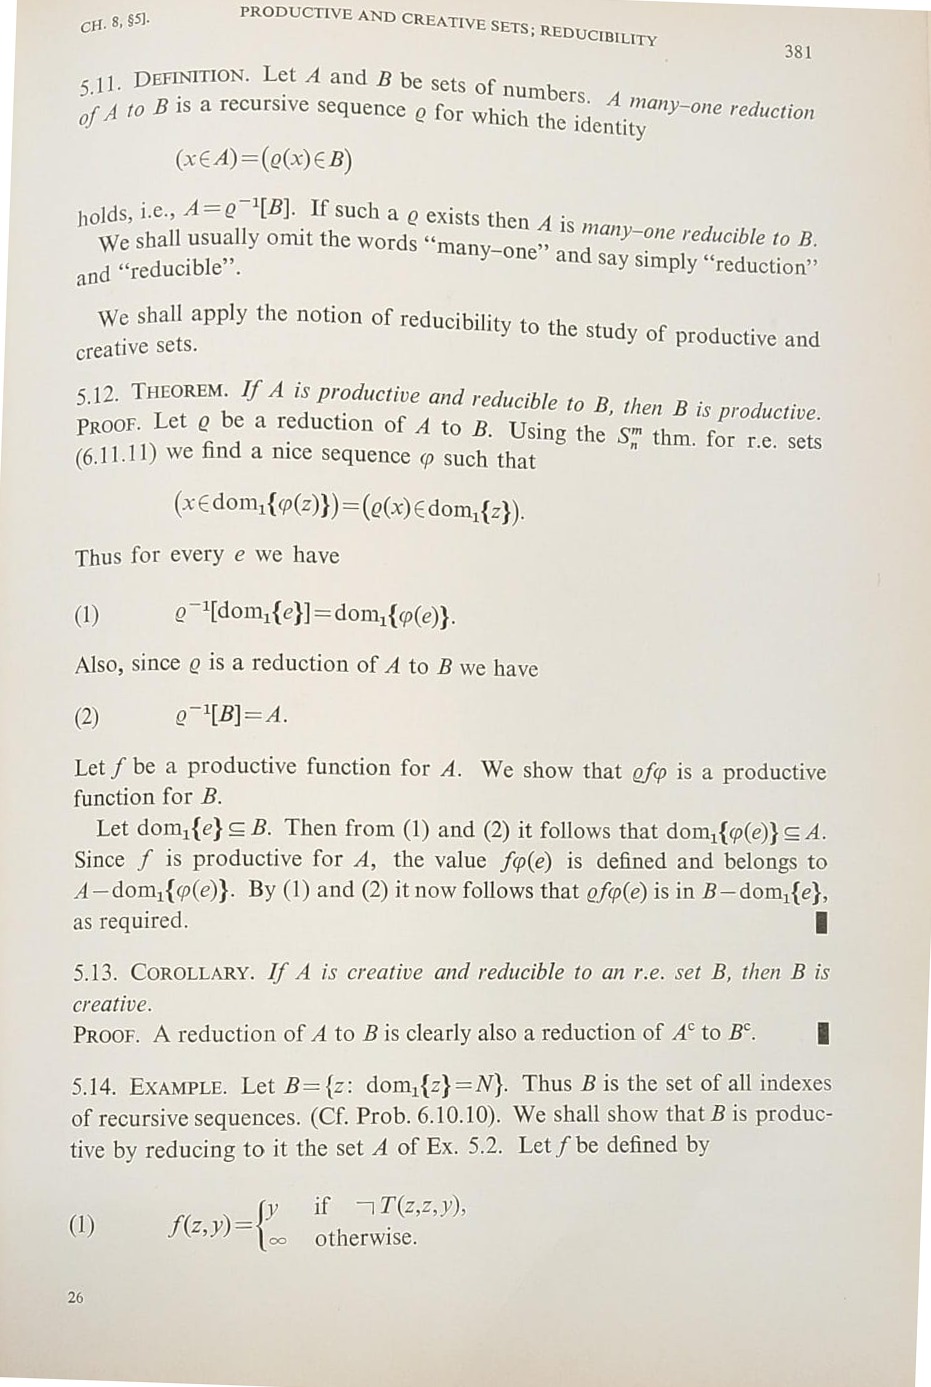 CH. 8, §5].
PRODUCTIVE AND CREATIVE SETS; REDUCIBILITY
381
5.11. DEFINITION. Let A and B be sets of numbers. A many–one reduction
of A to B is a recursive sequence ϱ for which the identity
(x∈A)=(ϱ(x)∈B)
holds, i.e., A=ϱ⁻¹[B]. If such a ϱ exists then A is many–one reducible to B.
We shall usually omit the words “many–one” and say simply “reduction”
and “reducible”.
We shall apply the notion of reducibility to the study of productive and
creative sets.
5.12. THEOREM. If A is productive and reducible to B, then B is productive.
PROOF. Let ϱ be a reduction of A to B. Using the Sₙᵐ thm. for r.e. sets
(6.11.11) we find a nice sequence φ such that
(x∈dom₁{φ(z)})=(ϱ(x)∈dom₁{z}).
Thus for every e we have
(1) ϱ⁻¹[dom₁{e}]=dom₁{φ(e)}.
Also, since ϱ is a reduction of A to B we have
(2) ϱ⁻¹[B]=A.
Let f be a productive function for A. We show that ϱfφ is a productive
function for B.
Let dom₁{e}⊆B. Then from (1) and (2) it follows that dom₁{φ(e)}⊆A.
Since f is productive for A, the value fφ(e) is defined and belongs to
A−dom₁{φ(e)}. By (1) and (2) it now follows that ϱfφ(e) is in B−dom₁{e},
as required. ▮
5.13. COROLLARY. If A is creative and reducible to an r.e. set B, then B is
creative.
PROOF. A reduction of A to B is clearly also a reduction of Aᶜ to Bᶜ. ▮
5.14. EXAMPLE. Let B={z: dom₁{z}=N}. Thus B is the set of all indexes
of recursive sequences. (Cf. Prob. 6.10.10). We shall show that B is produc-
tive by reducing to it the set A of Ex. 5.2. Let f be defined by
(1) f(z,y)={y if ¬T(z,z,y),
∞ otherwise.
26